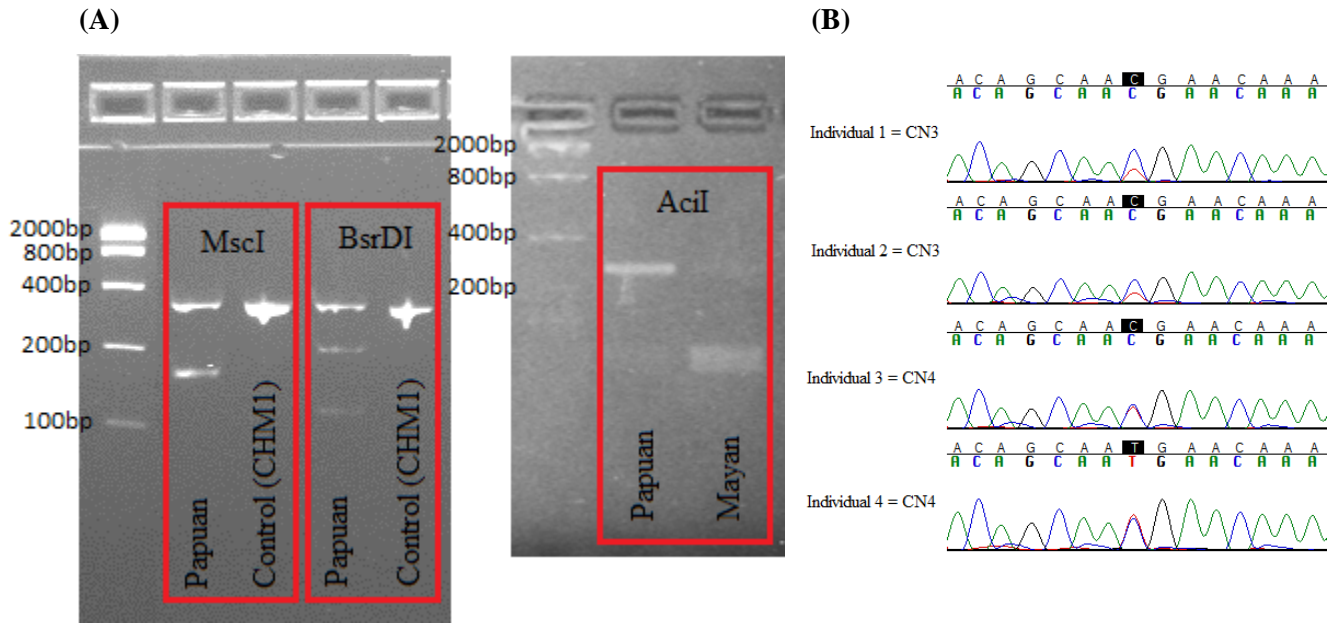 (A)
2000bp
800bp
400bp
200bp
100bp
MscI
BsrDI
Papuan
Control (CHM1)
Papuan
Control (CHM1)
2000bp
800bp
400bp
200bp
AciI
Papuan
Mayan
(B)
A C A G C A A C G A A C A A A
A C A G C A A C G A A C A A A
Individual 1 = CN3
A C A G C A A C G A A C A A A
A C A G C A A C G A A C A A A
Individual 2 = CN3
A C A G C A A C G A A C A A A
A C A G C A A C G A A C A A A
Individual 3 = CN4
A C A G C A A T G A A C A A A
A C A G C A A T G A A C A A A
Individual 4 = CN4